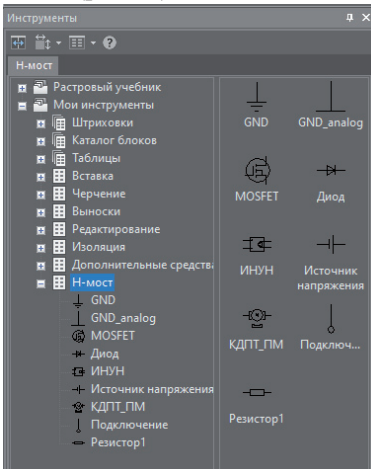 Инструменты
Н-мост
Растровый учебник
Мои инструменты
Штриховки
Каталог блоков
Таблицы
Вставка
Черчение
Выноски
Редактирование
Изоляция
Дополнительные средства
Н-мост
GND
GND_analog
MOSFET
Диод
ИНУН
Источник напряжения
КДПТ_ПМ
Подключение
Резистор1
GND GND_analog
MOSFET Диод
ИНУН Источник
напряжения
КДПТ_ПМ Подключ...
Резистор1